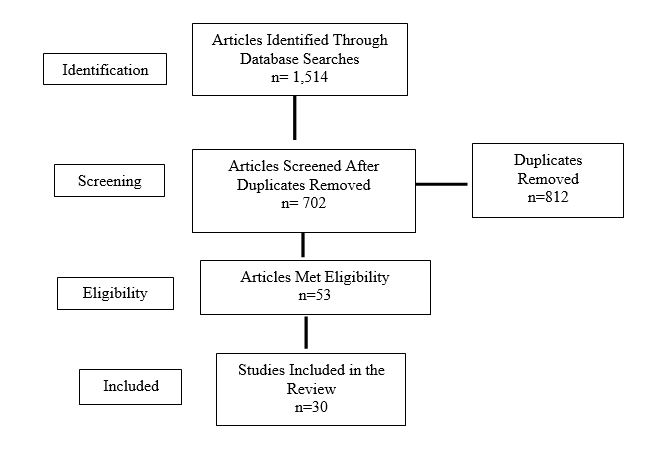 Identification
Articles Identified Through
Database Searches
n= 1,514
Screening
Articles Screened After
Duplicates Removed
n= 702
Duplicates
Removed
n=812
Eligibility
Articles Met Eligibility
n=53
Included
Studies Included in the
Review
n=30